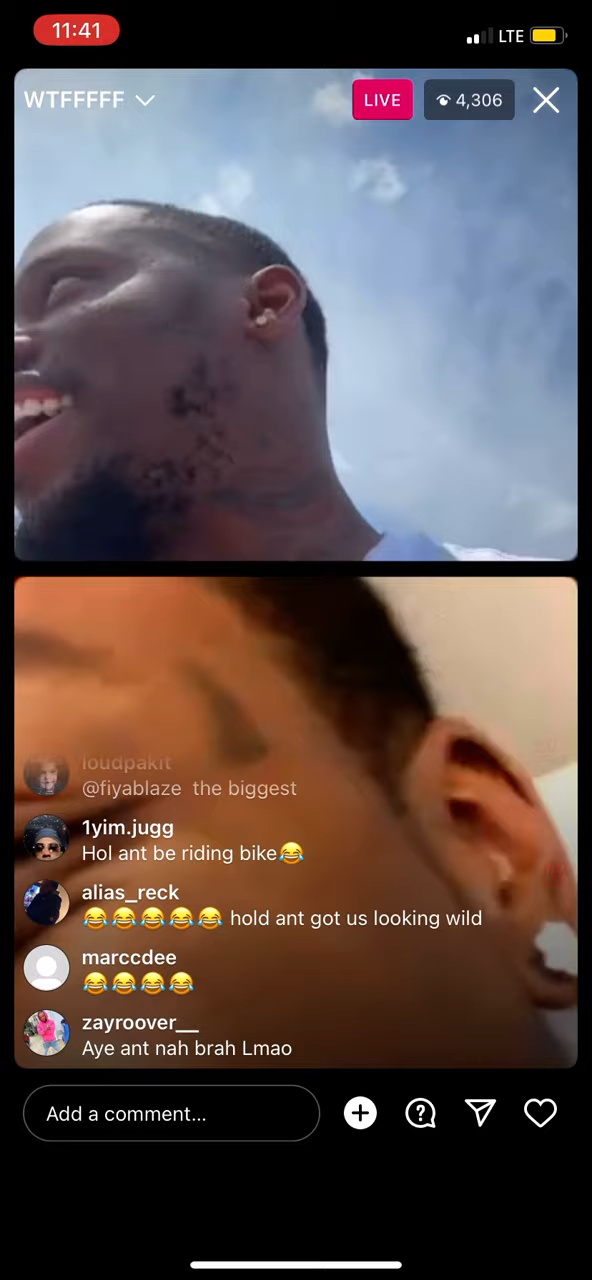 11:41
LTE
WTFFFFF
LIVE
4,306
loudpakit
@fiyablaze the biggest
1yim.jugg
Hol ant be riding bike😂
alias_reck
😂😂😂😂😂 hold ant got us looking wild
marccdee
😂😂😂😂
zayroover__
Aye ant nah brah Lmao
Add a comment...